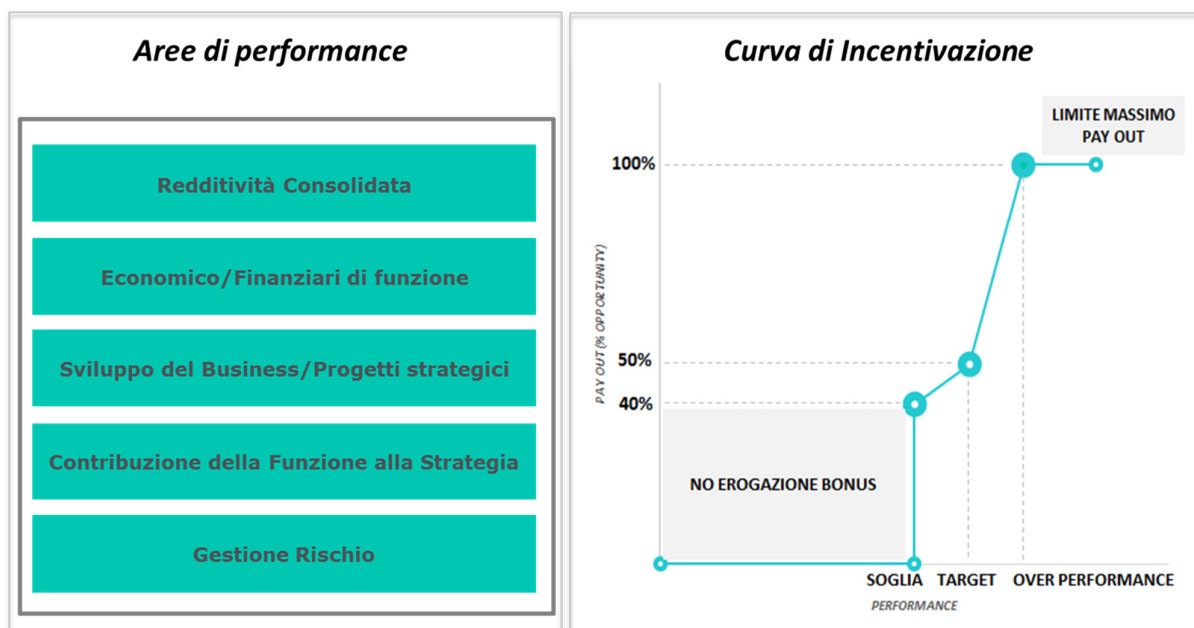 Aree di performance
Redditività Consolidata
Economico/Finanziari di funzione
Sviluppo del Business/Progetti strategici
Contribuzione della Funzione alla Strategia
Gestione Rischio
Curva di Incentivazione
LIMITE MASSIMO
PAY OUT
100%
PAY OUT (% OPPORTUNITY)
50%
40%
NO EROGAZIONE BONUS
SOGLIA TARGET OVER PERFORMANCE
PERFORMANCE